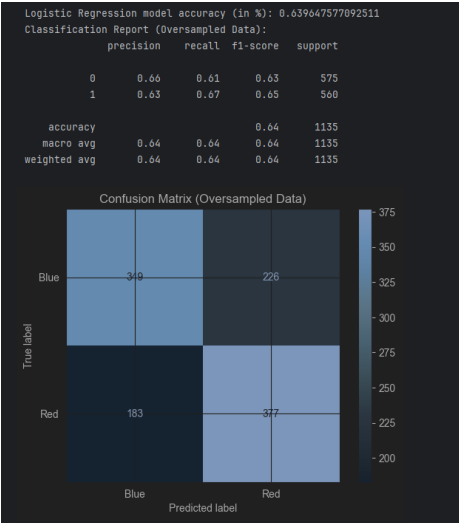 Logistic Regression model accuracy (in %): 0.639647577092511
Classification Report (Oversampled Data):
precision recall f1-score support
0 0.66 0.61 0.63 575
1 0.63 0.67 0.65 560
accuracy 0.64 1135
macro avg 0.64 0.64 0.64 1135
weighted avg 0.64 0.64 0.64 1135
Confusion Matrix (Oversampled Data)
375
350
325
300
275
250
225
200
True label
Blue 349 226
Red 183 377
Blue Red
Predicted label